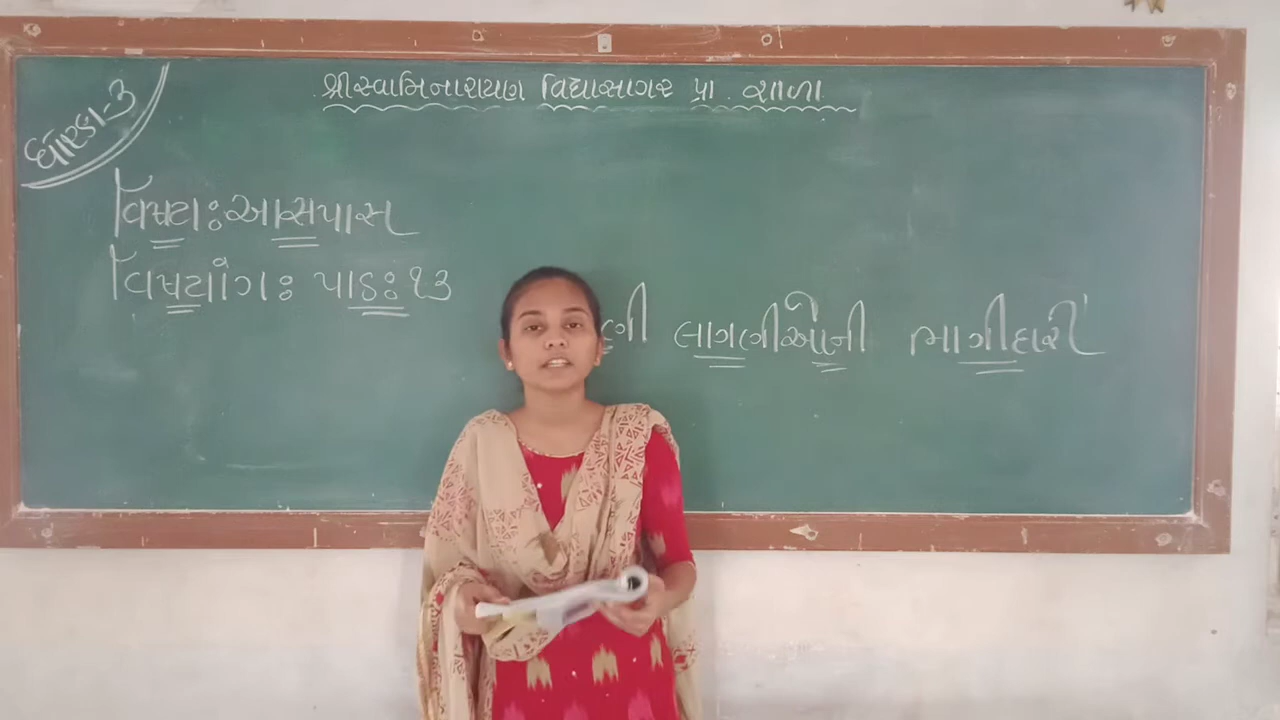 ધોરણ-૩
શ્રી સ્વામિનારાયણ વિદ્યાસાગર પ્રા. શાળા
વિષય : આસપાસ
વિષયાંગ : પાઠ : ૧૩
લાગણીઓની ભાગીદારી